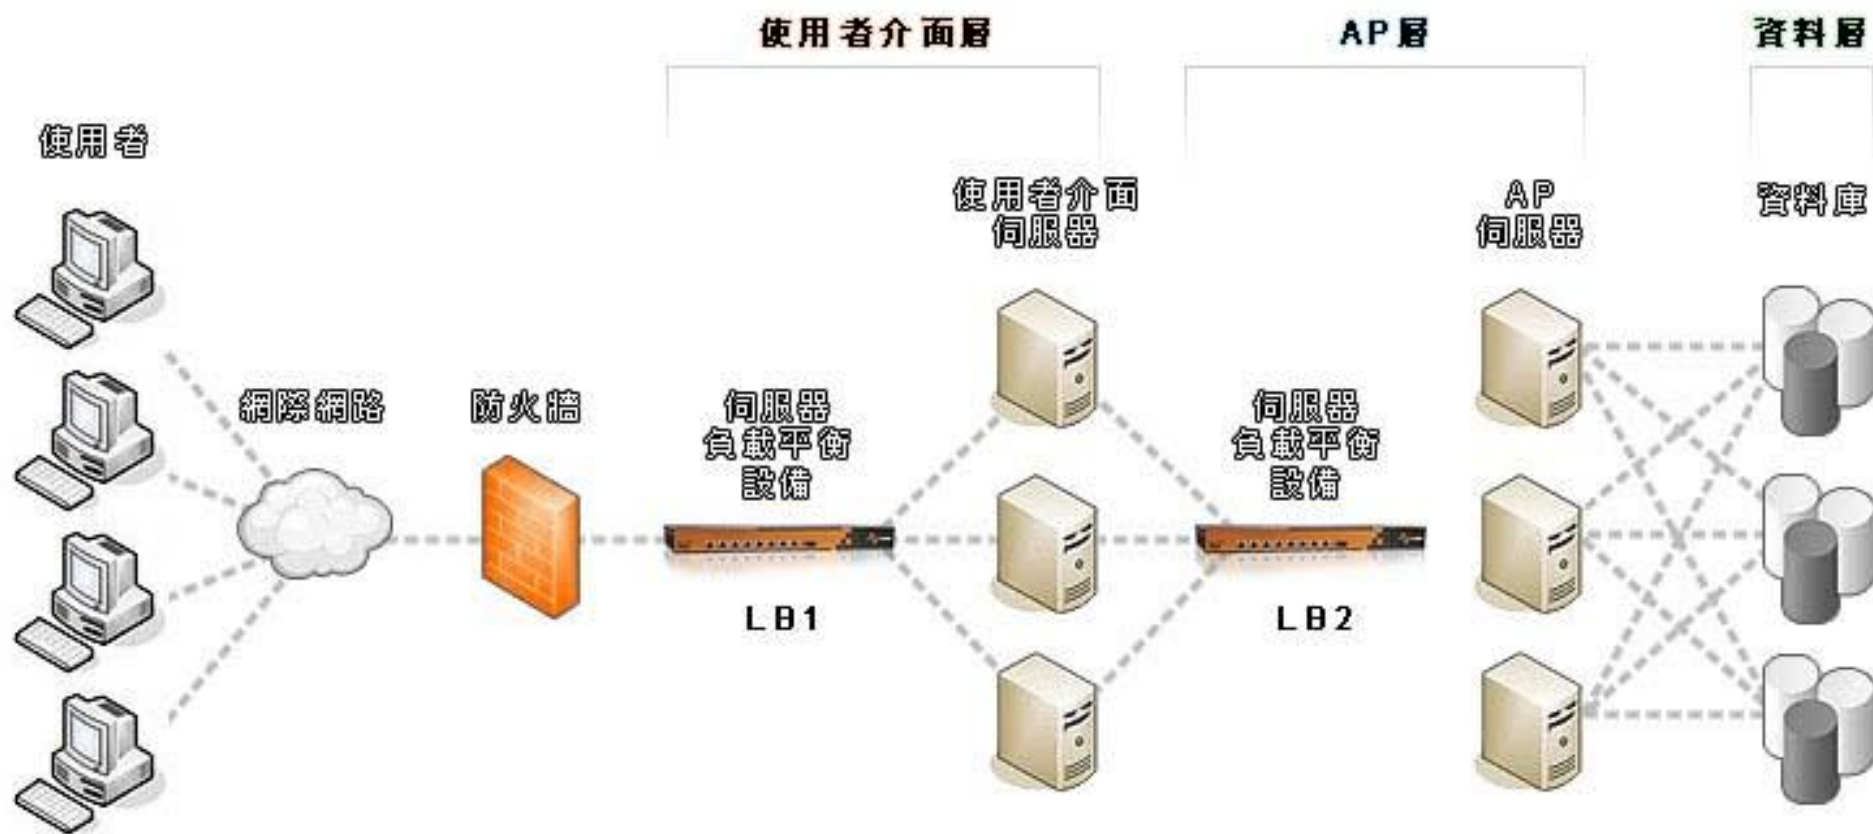 使用者介面層
AP層
資料層
使用者
使用者介面
伺服器
AP
伺服器
資料庫
網際網路
防火牆
伺服器
負載平衡
設備
伺服器
負載平衡
設備
LB1
LB2